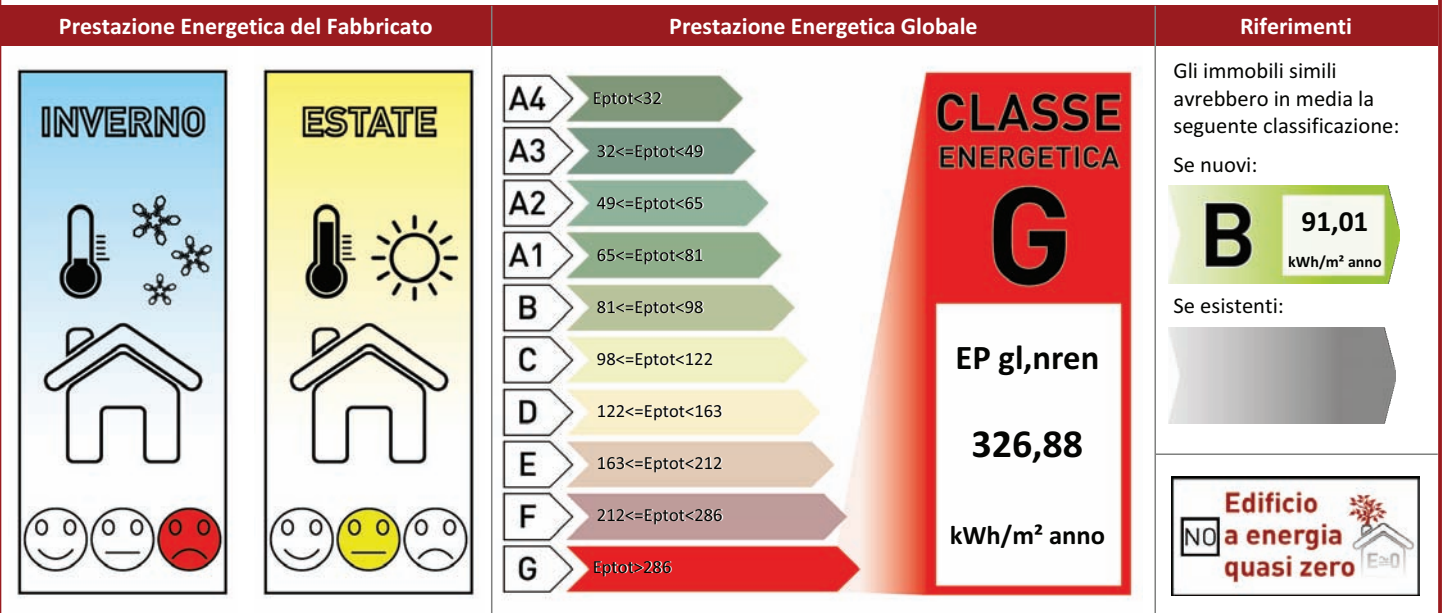 Prestazione Energetica del Fabbricato
Prestazione Energetica Globale
Riferimenti
INVERNO
ESTATE
A4
Eptot<32
A3
32<=Eptot<49
A2
49<=Eptot<65
A1
65<=Eptot<81
B
81<=Eptot<98
C
98<=Eptot<122
D
122<=Eptot<163
E
163<=Eptot<212
F
212<=Eptot<286
G
Eptot>286
CLASSE
ENERGETICA
G
EP gl,nren
326,88
kWh/m² anno
Gli immobili simili
avrebbero in media la
seguente classificazione:
Se nuovi:
B
91,01
kWh/m² anno
Se esistenti:
NO
Edificio
a energia
quasi zero
E≃0